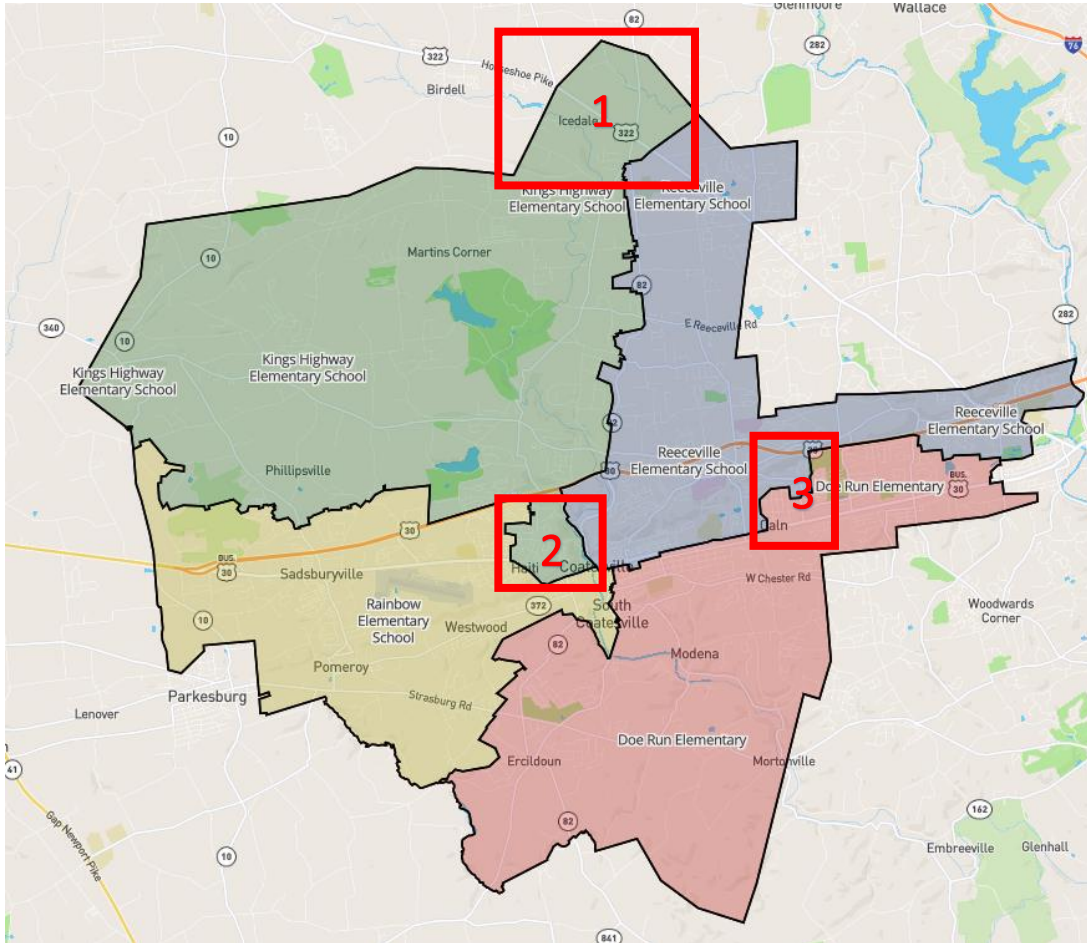 Glenmoore
Wallace
82
282
322
76
Horseshoe Pike
Birdell
1
Icedale
322
10
Kings Highway
Elementary School
Reeceville
Elementary School
Martins Corner
10
82
282
340
10
E Reeceville Rd
Kings Highway
Elementary School
Kings Highway
Elementary School
Reeceville
Elementary School
82
Reeceville
Elementary School
30
30
Phillipsville
3
Doe Run Elementary
BUS.
30
30
Caln
2
BUS.
30
Sadsburyville
Haiti
Coatesville
W Chester Rd
Rainbow
Elementary
School
372
South
Coatesville
Woodwards
Corner
10
Westwood
82
Modena
Pomeroy
Parkesburg
Strasburg Rd
Lenover
Doe Run Elementary
Ercildoun
Mortonville
41
82
162
Gap Newport Pike
10
Embreeville
Glenhall
841